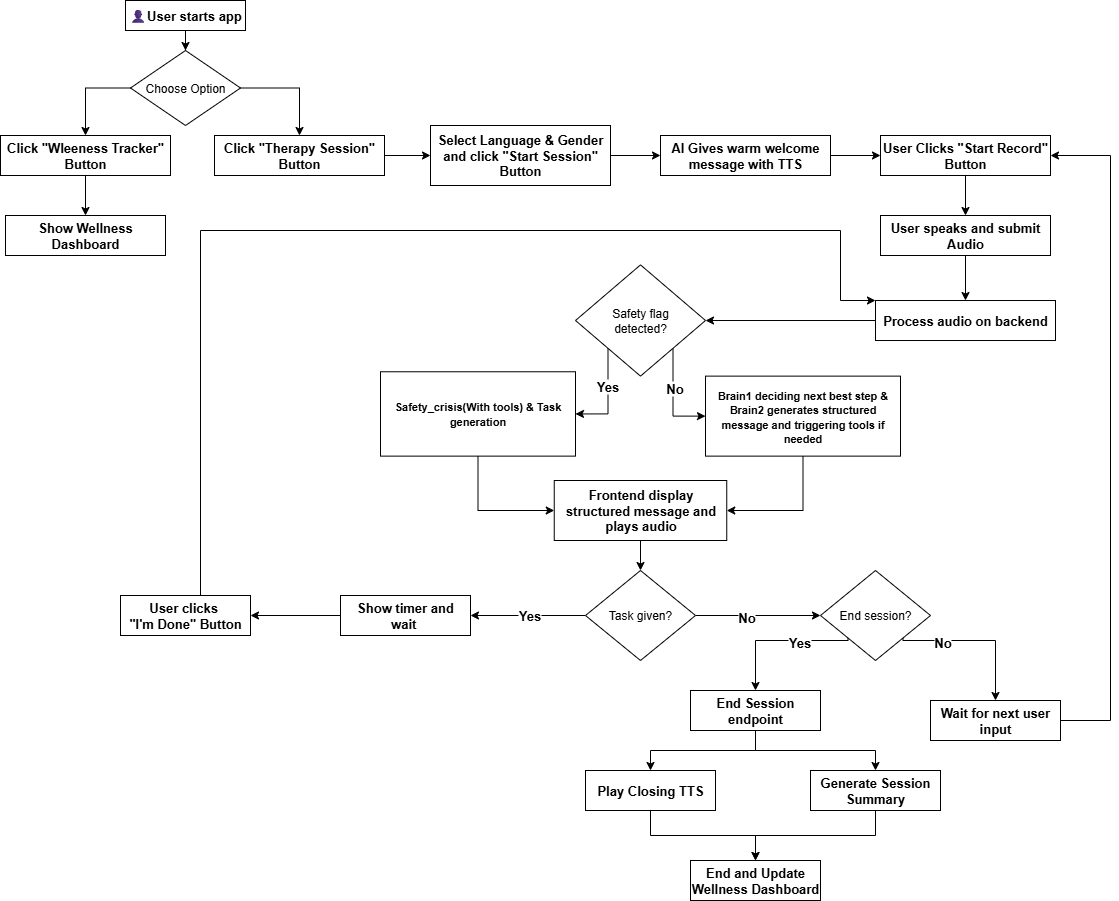 User starts app
Choose Option
Click "Wleeness Tracker"
Button
Click "Therapy Session"
Button
Select Language & Gender
and click "Start Session"
Button
AI Gives warm welcome
message with TTS
User Clicks "Start Record"
Button
Show Wellness
Dashboard
User speaks and submit
Audio
Process audio on backend
Safety flag
detected?
Yes
No
Safety_crisis(With tools) & Task
generation
Brain1 deciding next best step &
Brain2 generates structured
message and triggering tools if
needed
Frontend display
structured message and
plays audio
User clicks
"I'm Done" Button
Show timer and
wait
Yes
Task given?
No
End session?
Yes
No
End Session
endpoint
Wait for next user
input
Play Closing TTS
Generate Session
Summary
End and Update
Wellness Dashboard